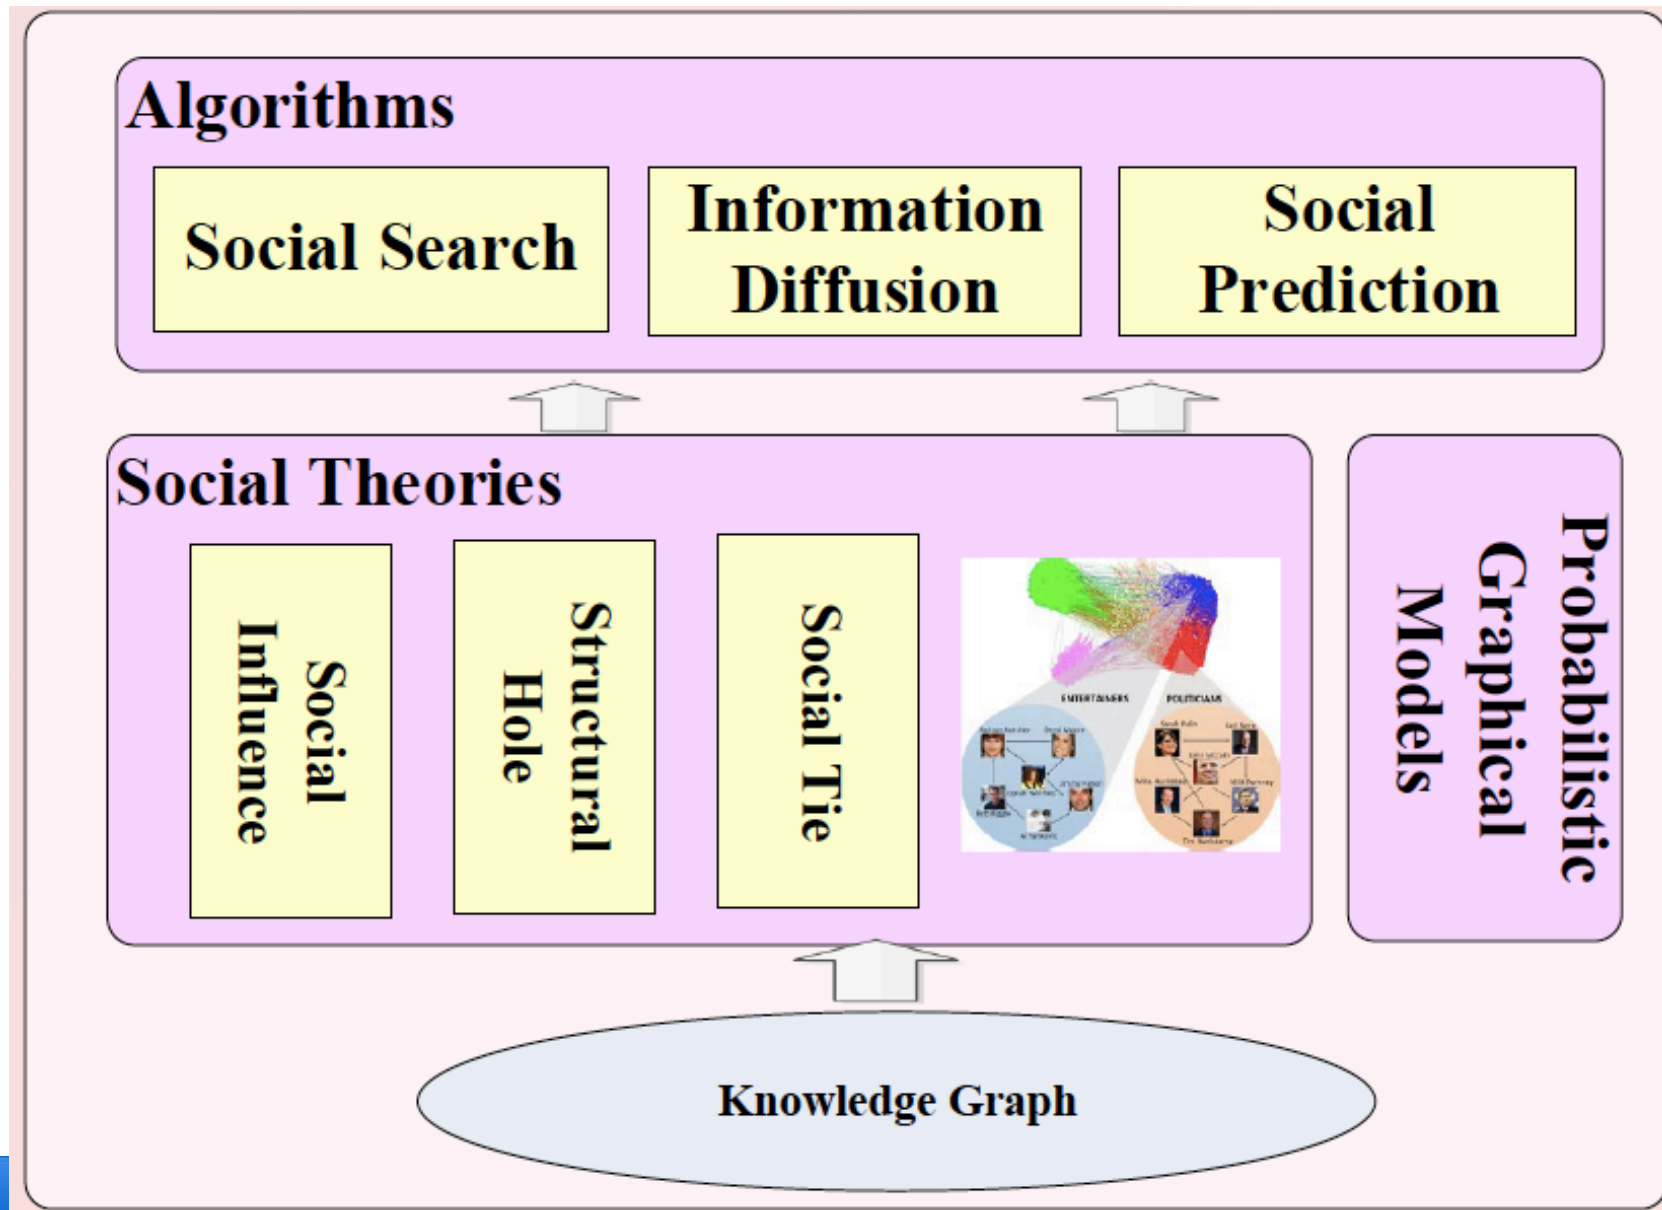 Algorithms
Social Search
Information
Diffusion
Social
Prediction
Social Theories
Social
Influence
Structural
Hole
Social Tie
ENTERTAINERS
POLITICIANS
Probabilistic
Graphical
Models
Knowledge Graph